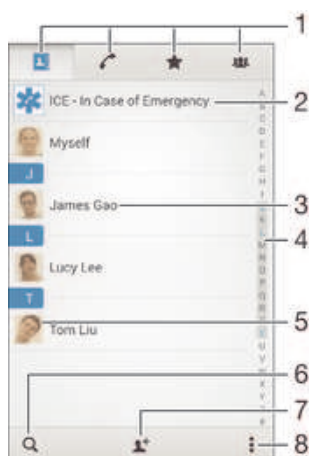 1
ICE - In Case of Emergency
2
Myself
J
James Gao
3
L
4
Lucy Lee
T
5
Tom Liu
6
7
8
A
B
C
D
E
F
G
H
I
K
L
M
N
O
P
Q
R
U
V
W
X
Y
Z
#